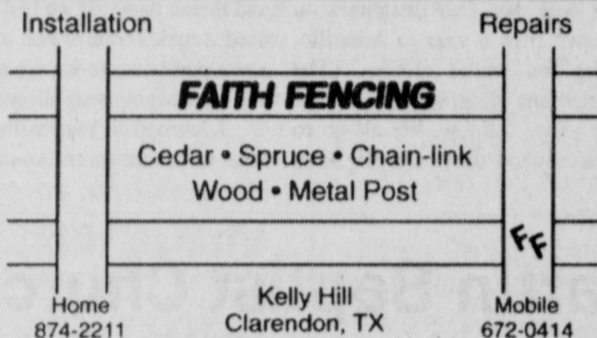 Installation Repairs
FAITH FENCING
Cedar • Spruce • Chain-link
Wood • Metal Post
FF
Home
874-2211
Kelly Hill
Clarendon, TX
Mobile
672-0414